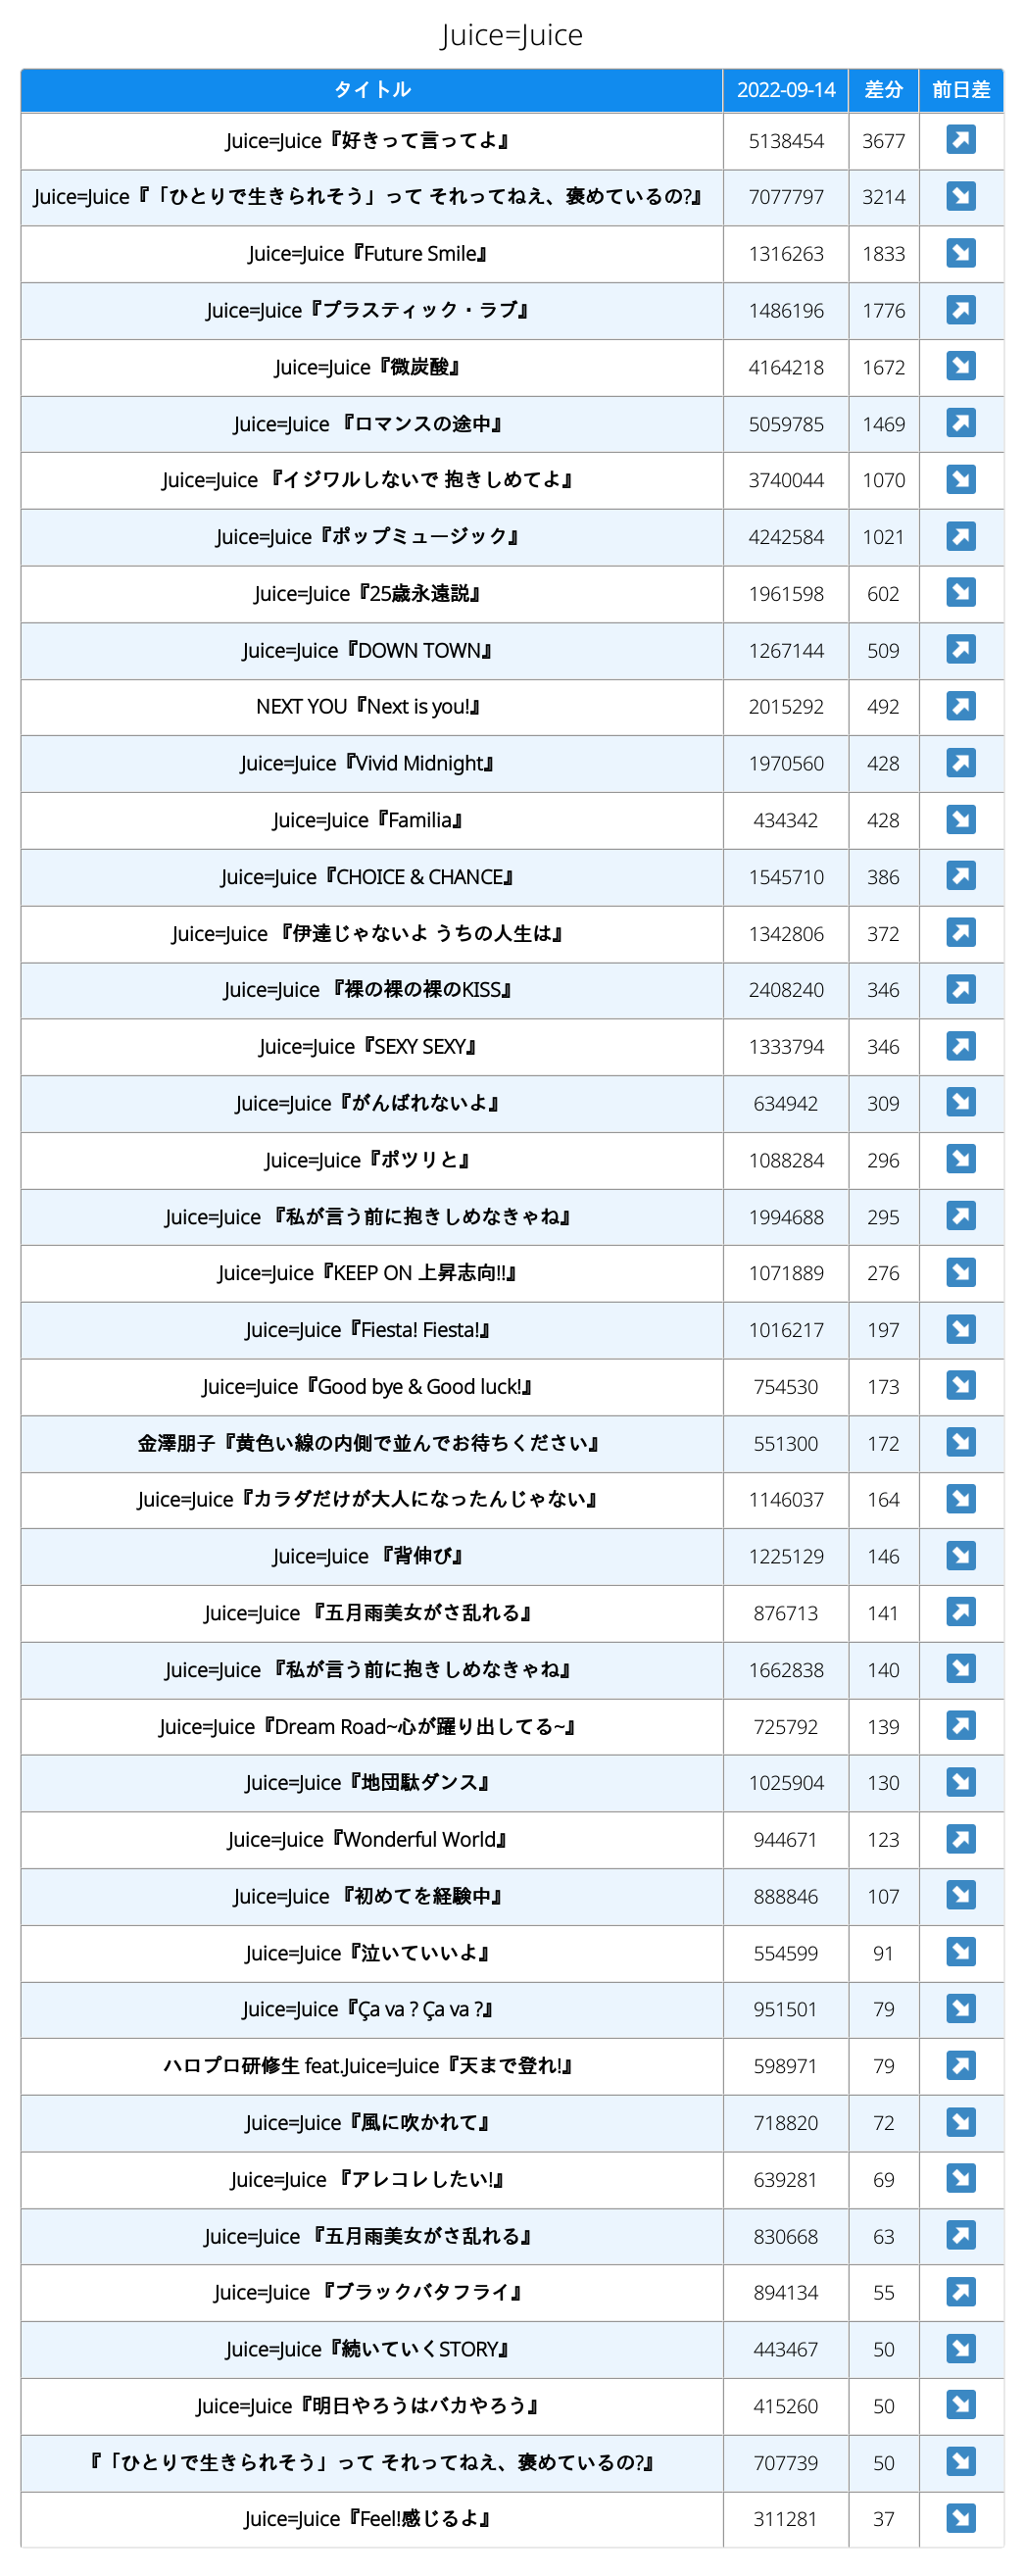 Juice=Juice
タイトル 2022-09-14 差分 前日差
Juice=Juice『好きって言ってよ』 5138454 3677 ↗
Juice=Juice『「ひとりで生きられそう」って それってねえ、褒めているの?』 7077797 3214 ↘
Juice=Juice『Future Smile』 1316263 1833 ↘
Juice=Juice『プラスティック・ラブ』 1486196 1776 ↗
Juice=Juice『微炭酸』 4164218 1672 ↘
Juice=Juice 『ロマンスの途中』 5059785 1469 ↗
Juice=Juice 『イジワルしないで 抱きしめてよ』 3740044 1070 ↘
Juice=Juice『ポップミュージック』 4242584 1021 ↗
Juice=Juice『25歳永遠説』 1961598 602 ↘
Juice=Juice『DOWN TOWN』 1267144 509 ↗
NEXT YOU『Next is you!』 2015292 492 ↗
Juice=Juice『Vivid Midnight』 1970560 428 ↗
Juice=Juice『Familia』 434342 428 ↘
Juice=Juice『CHOICE & CHANCE』 1545710 386 ↗
Juice=Juice 『伊達じゃないよ うちの人生は』 1342806 372 ↗
Juice=Juice 『裸の裸の裸のKISS』 2408240 346 ↗
Juice=Juice『SEXY SEXY』 1333794 346 ↗
Juice=Juice『がんばれないよ』 634942 309 ↘
Juice=Juice『ポツリと』 1088284 296 ↘
Juice=Juice 『私が言う前に抱きしめなきゃね』 1994688 295 ↗
Juice=Juice『KEEP ON 上昇志向!!』 1071889 276 ↘
Juice=Juice『Fiesta! Fiesta!』 1016217 197 ↘
Juice=Juice『Good bye & Good luck!』 754530 173 ↘
金澤朋子『黄色い線の内側で並んでお待ちください』 551300 172 ↘
Juice=Juice『カラダだけが大人になったんじゃない』 1146037 164 ↘
Juice=Juice 『背伸び』 1225129 146 ↘
Juice=Juice 『五月雨美女がさ乱れる』 876713 141 ↗
Juice=Juice 『私が言う前に抱きしめなきゃね』 1662838 140 ↘
Juice=Juice『Dream Road~心が躍り出してる~』 725792 139 ↗
Juice=Juice『地団駄ダンス』 1025904 130 ↘
Juice=Juice『Wonderful World』 944671 123 ↗
Juice=Juice 『初めてを経験中』 888846 107 ↘
Juice=Juice『泣いていいよ』 554599 91 ↘
Juice=Juice『Ça va ? Ça va ?』 951501 79 ↘
ハロプロ研修生 feat.Juice=Juice『天まで登れ!』 598971 79 ↗
Juice=Juice『風に吹かれて』 718820 72 ↘
Juice=Juice 『アレコレしたい!』 639281 69 ↘
Juice=Juice 『五月雨美女がさ乱れる』 830668 63 ↗
Juice=Juice 『ブラックバタフライ』 894134 55 ↗
Juice=Juice『続いていくSTORY』 443467 50 ↘
Juice=Juice『明日やろうはバカやろう』 415260 50 ↘
『「ひとりで生きられそう」って それってねえ、褒めているの?』 707739 50 ↘
Juice=Juice『Feel!感じるよ』 311281 37 ↘